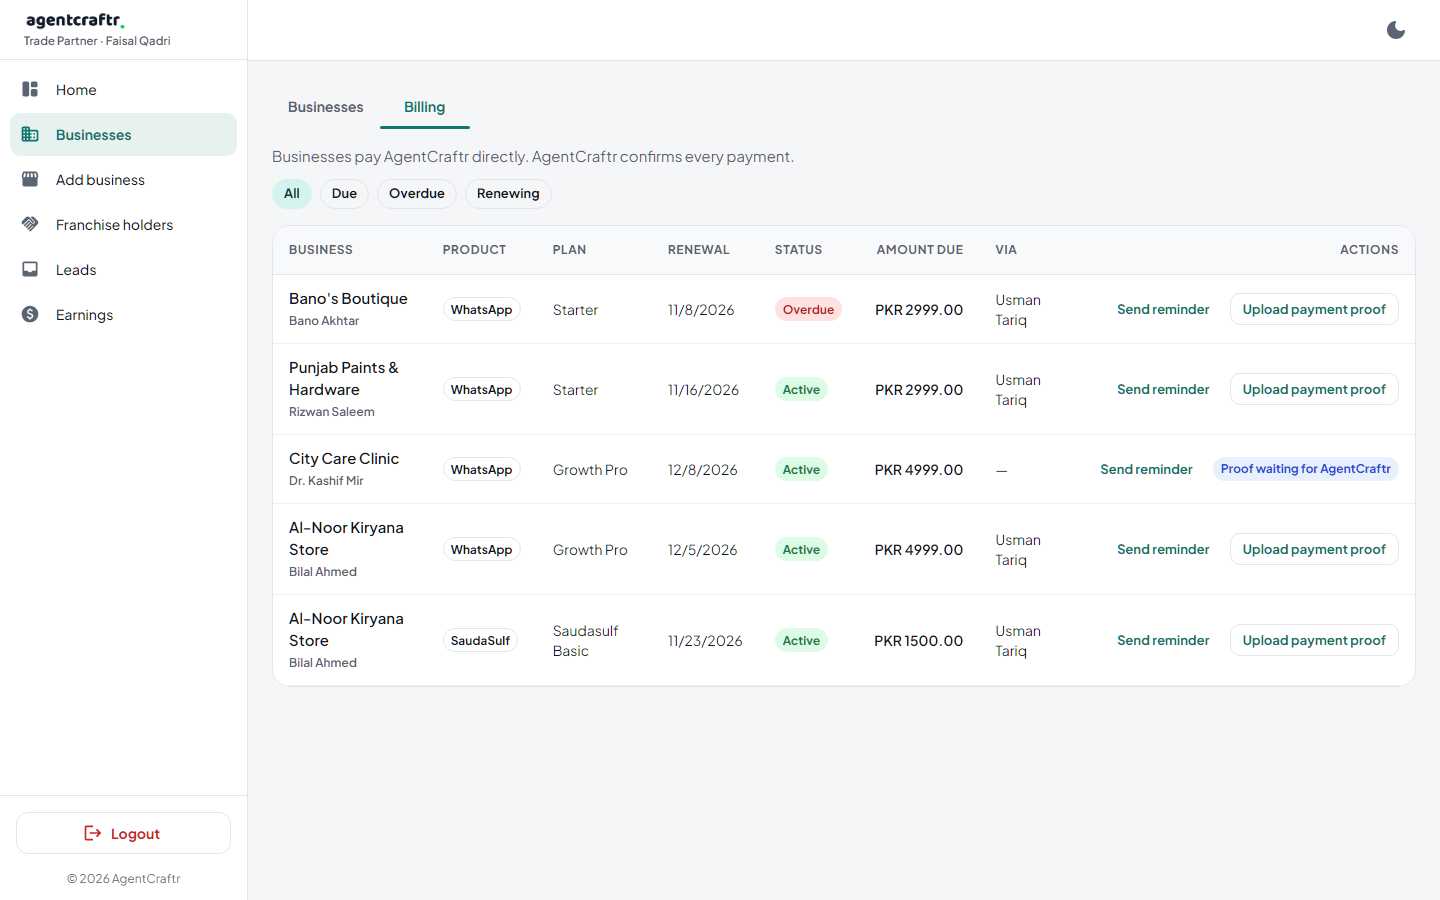 agentcraftr.
Trade Partner · Faisal Qadri
Home
Businesses
Add business
Franchise holders
Leads
Earnings
Logout
© 2026 AgentCraftr
Businesses Billing
Businesses pay AgentCraftr directly. AgentCraftr confirms every payment.
All Due Overdue Renewing
BUSINESS PRODUCT PLAN RENEWAL STATUS AMOUNT DUE VIA ACTIONS
Bano's Boutique
Bano Akhtar
WhatsApp Starter 11/8/2026 Overdue PKR 2999.00
Usman
Tariq
Send reminder Upload payment proof
Punjab Paints &
Hardware
Rizwan Saleem
WhatsApp Starter 11/16/2026 Active PKR 2999.00
Usman
Tariq
Send reminder Upload payment proof
City Care Clinic
Dr. Kashif Mir
WhatsApp Growth Pro 12/8/2026 Active PKR 4999.00 — Send reminder Proof waiting for AgentCraftr
Al-Noor Kiryana
Store
Bilal Ahmed
WhatsApp Growth Pro 12/5/2026 Active PKR 4999.00
Usman
Tariq
Send reminder Upload payment proof
Al-Noor Kiryana
Store
Bilal Ahmed
SaudaSulf
Saudasulf
Basic
11/23/2026 Active PKR 1500.00
Usman
Tariq
Send reminder Upload payment proof